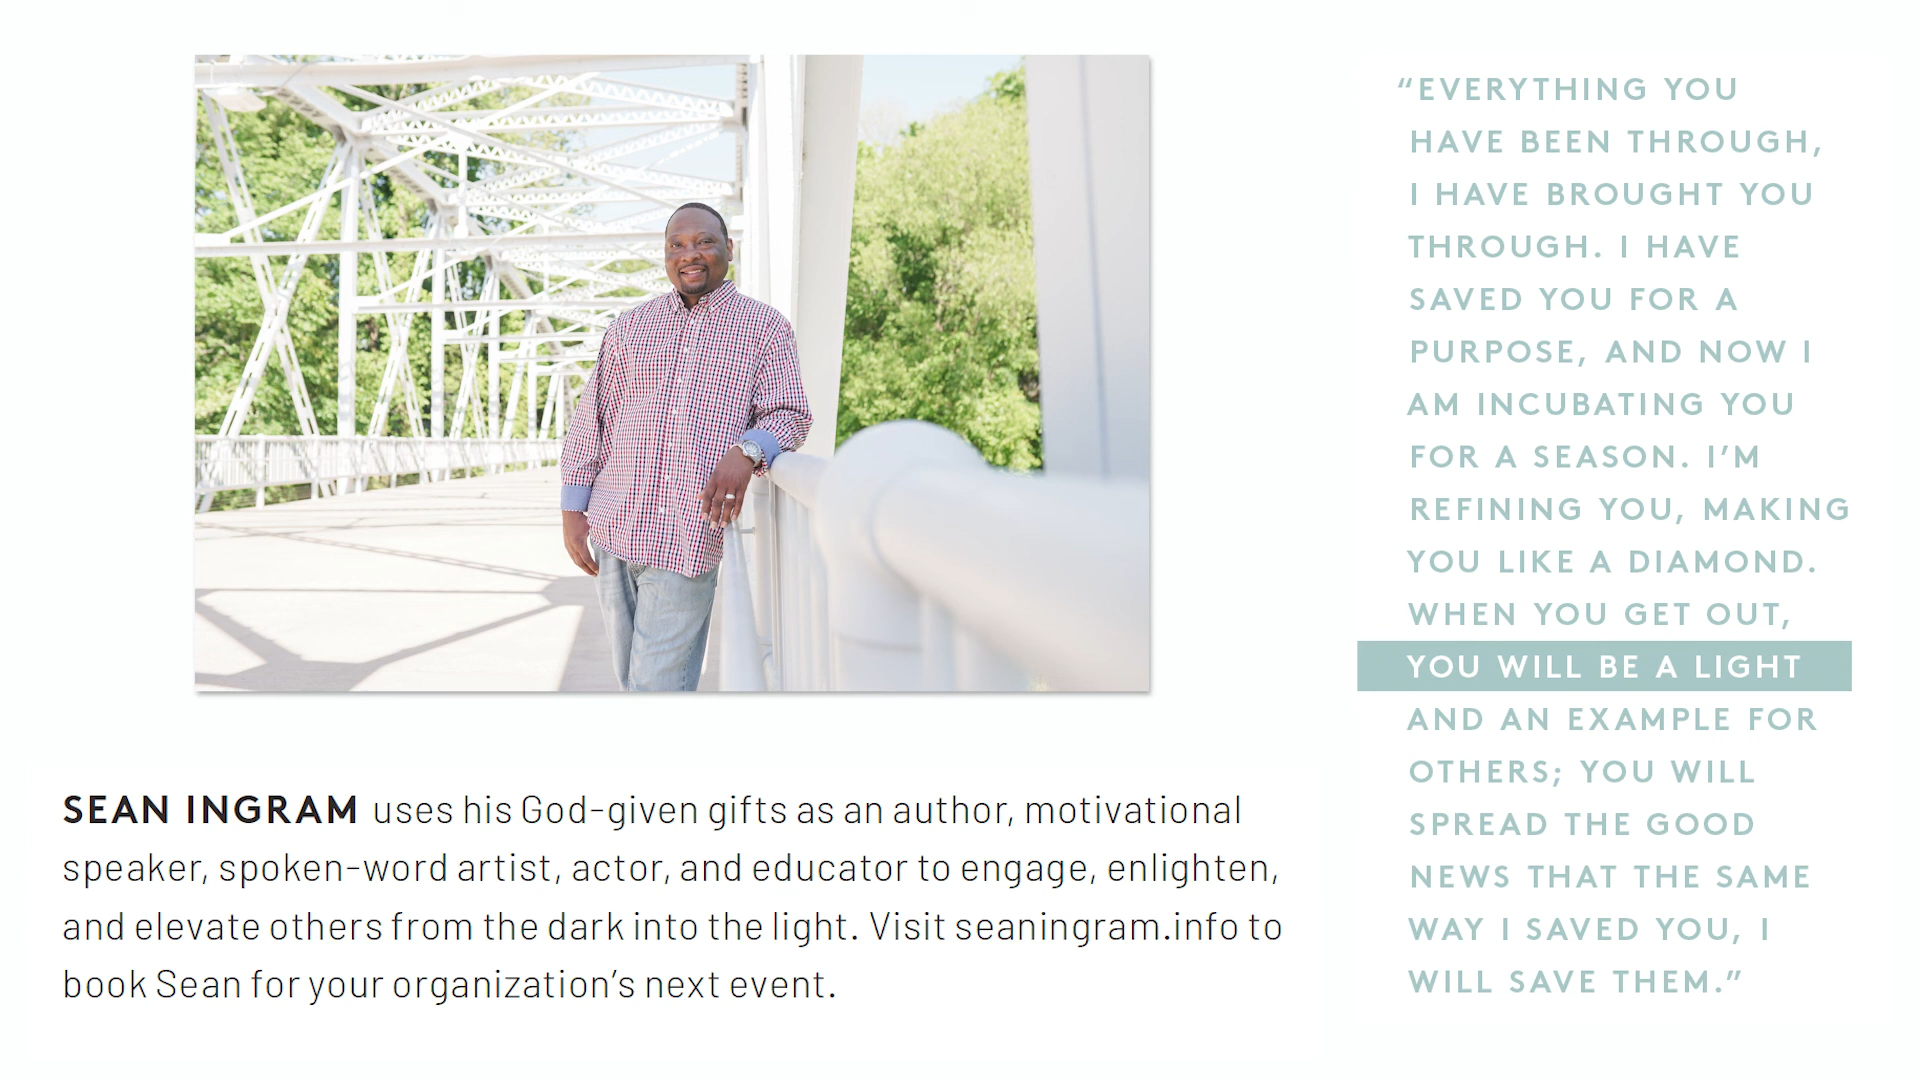 SEAN INGRAM uses his God-given gifts as an author, motivational
speaker, spoken-word artist, actor, and educator to engage, enlighten,
and elevate others from the dark into the light. Visit seaningram.info to
book Sean for your organization’s next event.
“EVERYTHING YOU
HAVE BEEN THROUGH,
I HAVE BROUGHT YOU
THROUGH. I HAVE
SAVED YOU FOR A
PURPOSE, AND NOW I
AM INCUBATING YOU
FOR A SEASON. I’M
REFINING YOU, MAKING
YOU LIKE A DIAMOND.
WHEN YOU GET OUT,
YOU WILL BE A LIGHT
AND AN EXAMPLE FOR
OTHERS; YOU WILL
SPREAD THE GOOD
NEWS THAT THE SAME
WAY I SAVED YOU, I
WILL SAVE THEM.”